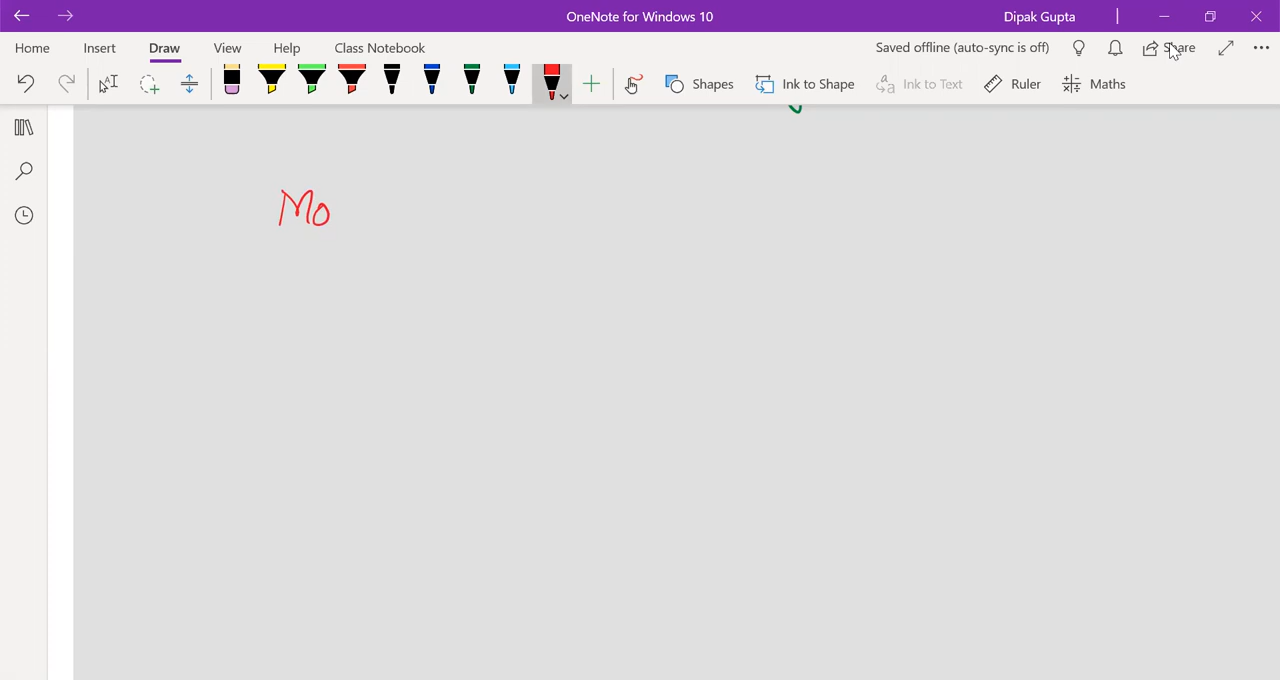 OneNote for Windows 10 Dipak Gupta
Home Insert Draw View Help Class Notebook Saved offline (auto-sync is off) Share
Shapes Ink to Shape Ink to Text Ruler Maths
Mo